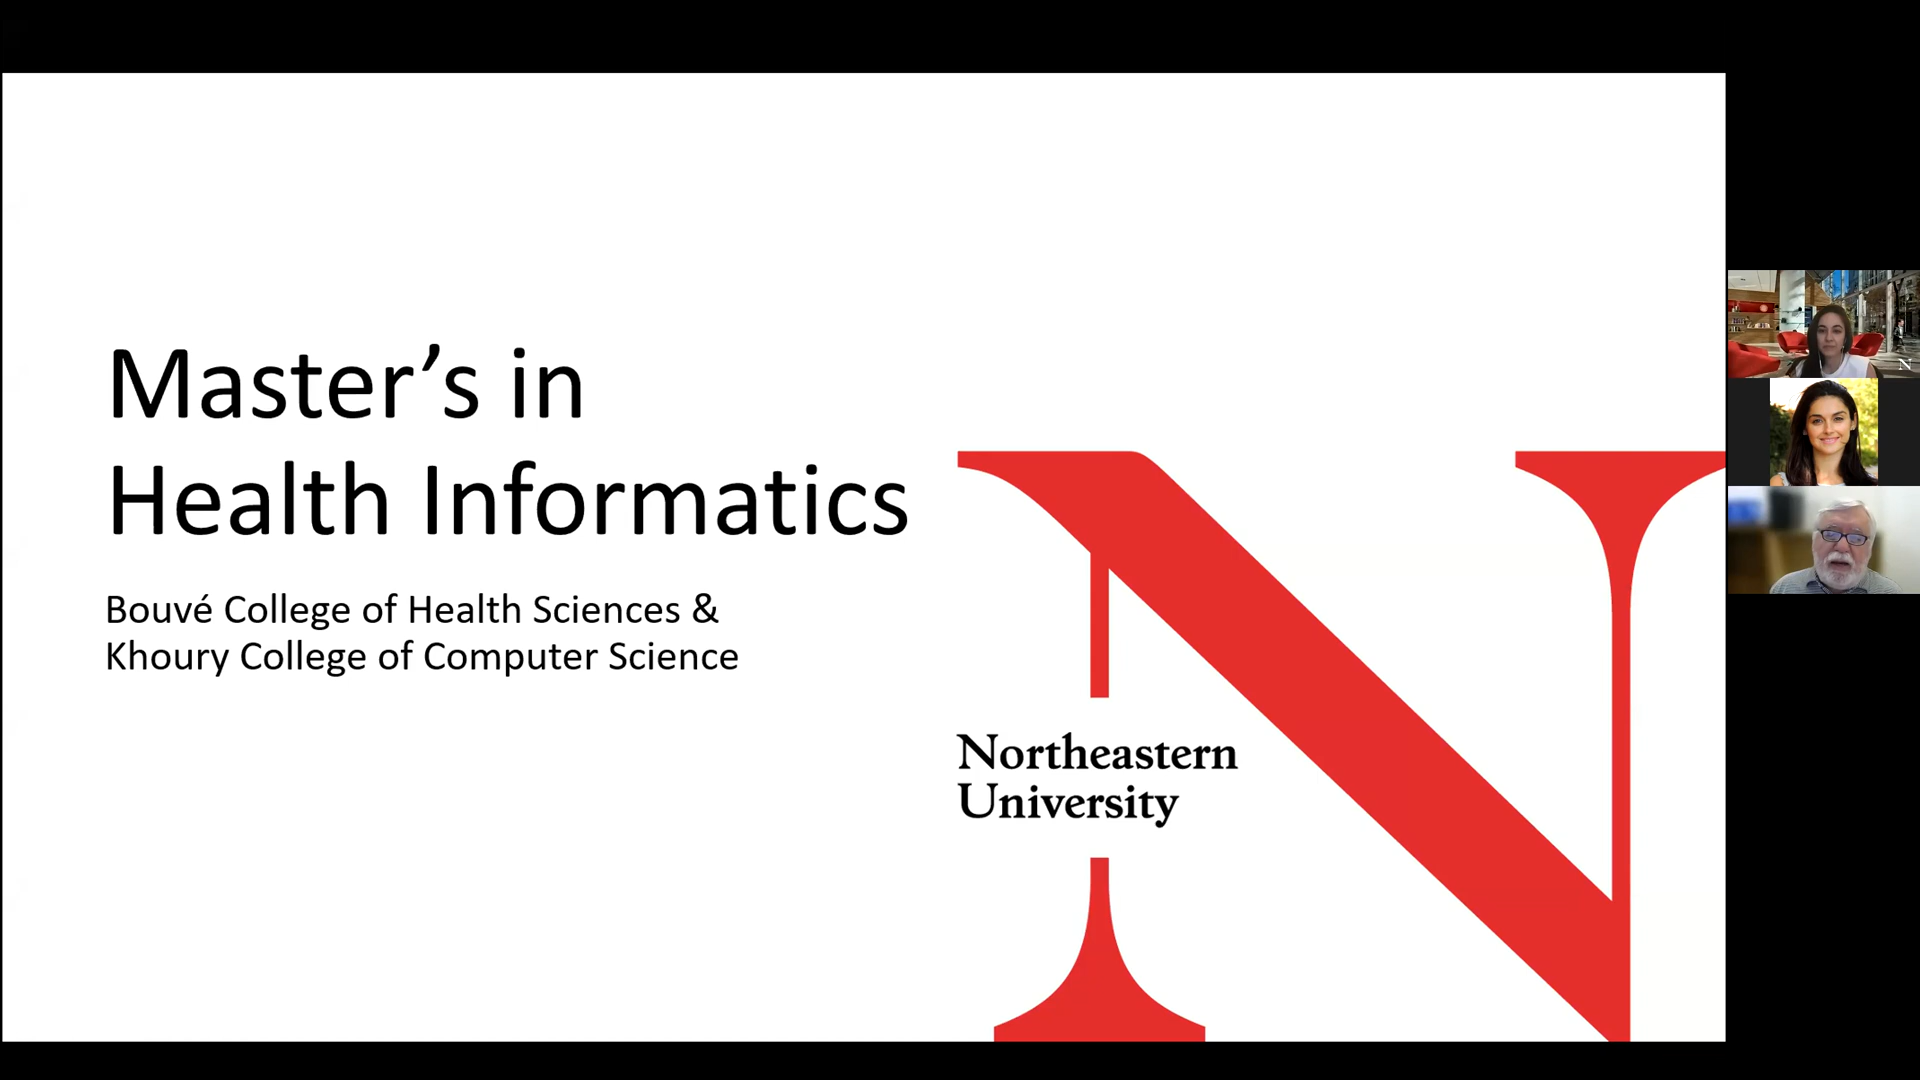 Master’s in
Health Informatics
Bouvé College of Health Sciences &
Khoury College of Computer Science
Northeastern
University
N